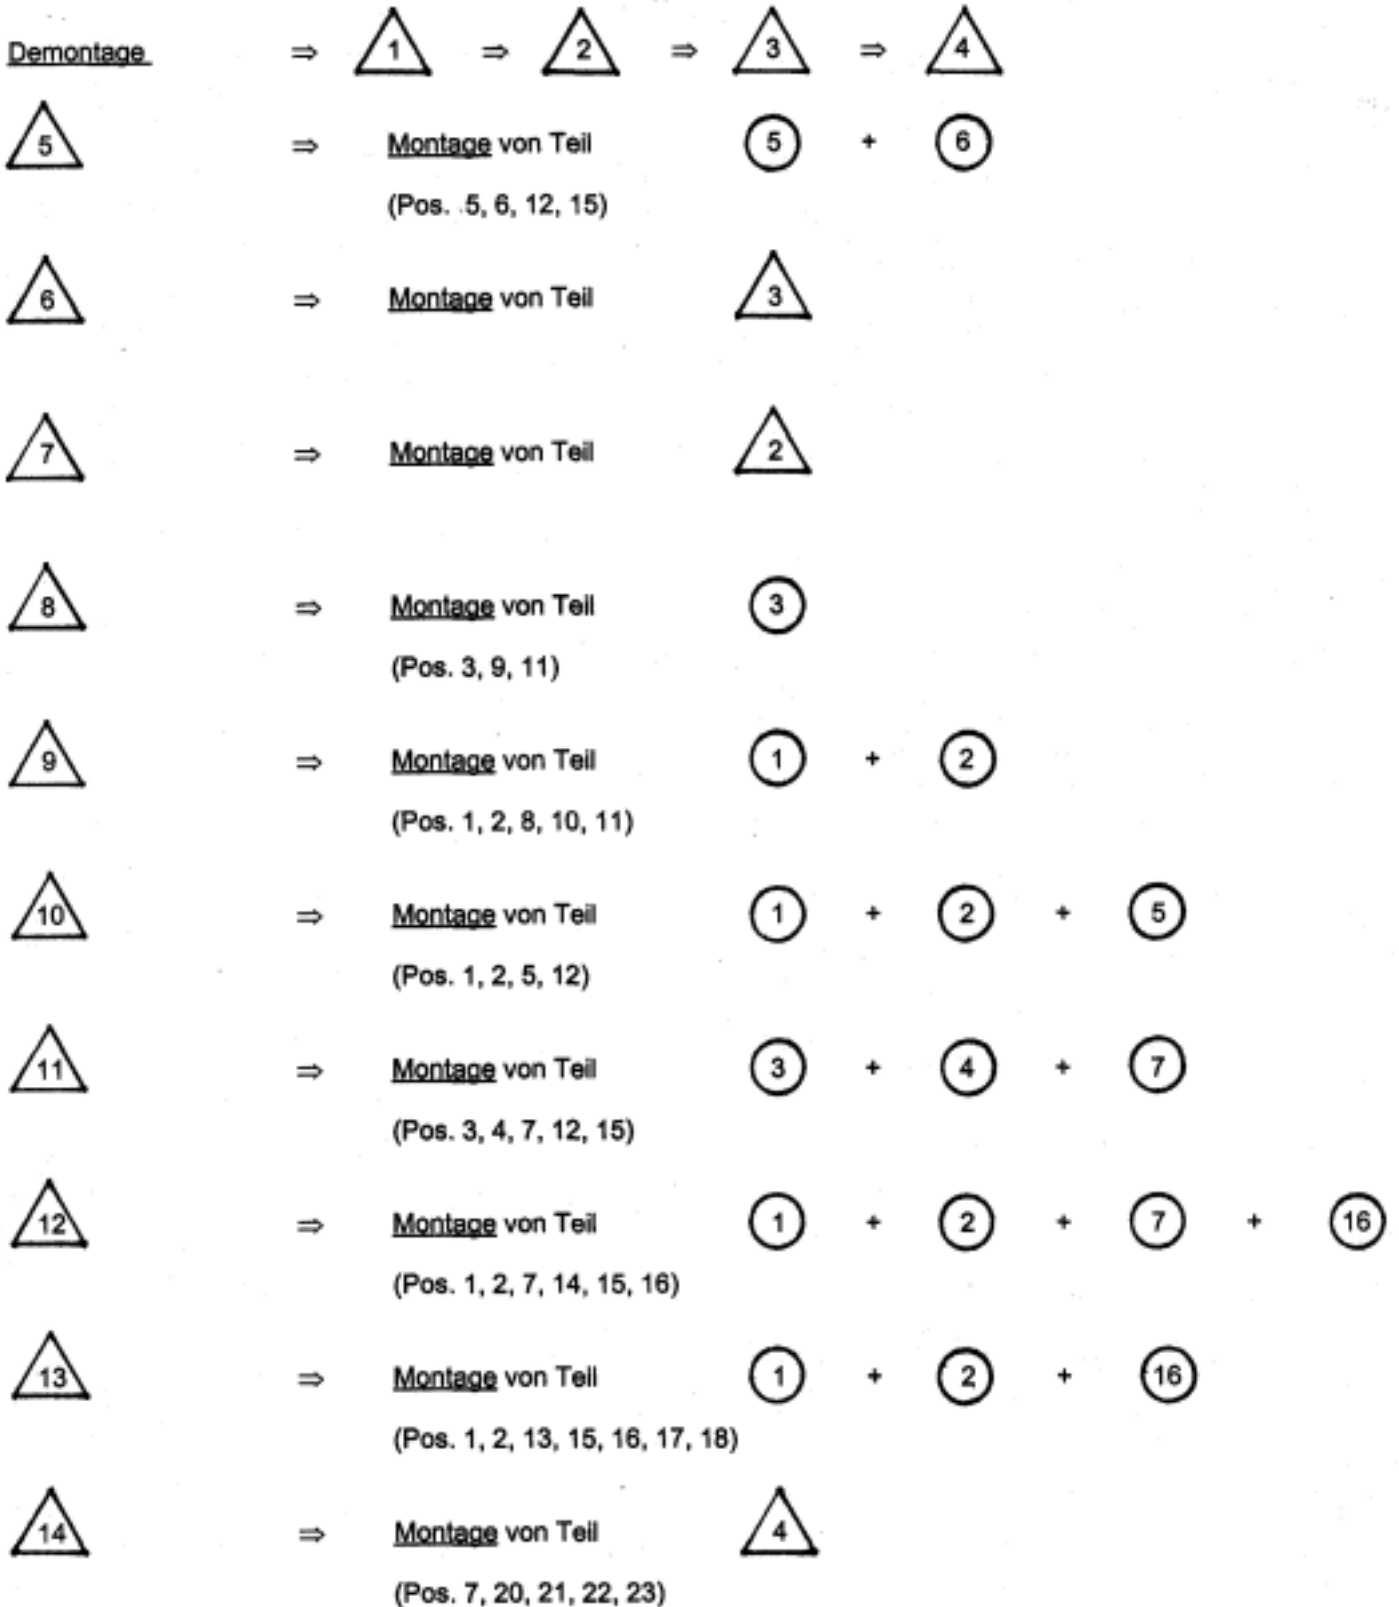 Demontage ⇒ 1 ⇒ 2 ⇒ 3 ⇒ 4
5 ⇒ Montage von Teil 5 + 6
(Pos. 5, 6, 12, 15)
6 ⇒ Montage von Teil 3
7 ⇒ Montage von Teil 2
8 ⇒ Montage von Teil 3
(Pos. 3, 9, 11)
9 ⇒ Montage von Teil 1 + 2
(Pos. 1, 2, 8, 10, 11)
10 ⇒ Montage von Teil 1 + 2 + 5
(Pos. 1, 2, 5, 12)
11 ⇒ Montage von Teil 3 + 4 + 7
(Pos. 3, 4, 7, 12, 15)
12 ⇒ Montage von Teil 1 + 2 + 7 + 16
(Pos. 1, 2, 7, 14, 15, 16)
13 ⇒ Montage von Teil 1 + 2 + 16
(Pos. 1, 2, 13, 15, 16, 17, 18)
14 ⇒ Montage von Teil 4
(Pos. 7, 20, 21, 22, 23)